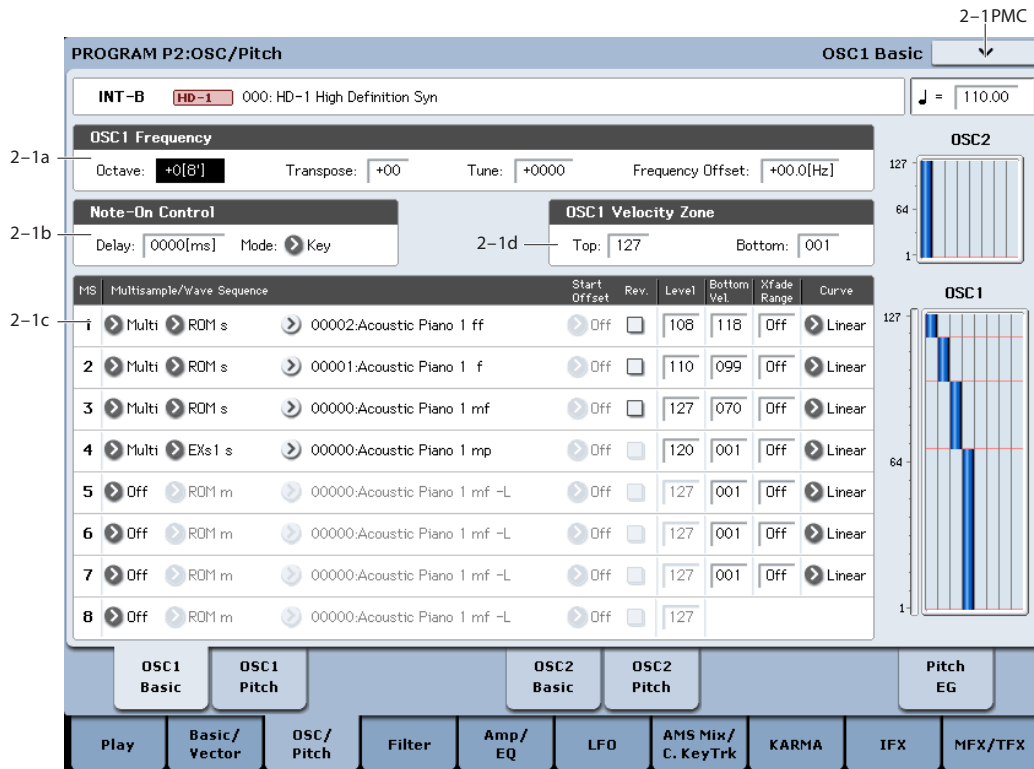 2–1PMC
PROGRAM P2:OSC/Pitch OSC1 Basic
INT-B HD-1 000: HD-1 High Definition Syn ♩ = 110.00
OSC1 Frequency
2–1a
Octave: +0[8'] Transpose: +00 Tune: +0000 Frequency Offset: +00.0[Hz]
Note-On Control
2–1b
Delay: 0000[ms] Mode: Key
OSC1 Velocity Zone
2–1d
Top: 127 Bottom: 001
OSC2
127
64
1
MS Multisample/Wave Sequence Start Offset Rev. Level Bottom Vel. Xfade Range Curve
2–1c
1 Multi ROM s 00002:Acoustic Piano 1 ff Off 108 118 Off Linear
2 Multi ROM s 00001:Acoustic Piano 1 f Off 110 099 Off Linear
3 Multi ROM s 00000:Acoustic Piano 1 mf Off 127 070 Off Linear
4 Multi EXs1 s 00000:Acoustic Piano 1 mp Off 120 001 Off Linear
5 Off ROM m 00000:Acoustic Piano 1 mf -L Off 127 001 Off Linear
6 Off ROM m 00000:Acoustic Piano 1 mf -L Off 127 001 Off Linear
7 Off ROM m 00000:Acoustic Piano 1 mf -L Off 127 001 Off Linear
8 Off ROM m 00000:Acoustic Piano 1 mf -L Off 127
OSC1
127
64
1
OSC1 Basic OSC1 Pitch OSC2 Basic OSC2 Pitch Pitch EG
Play Basic/Vector OSC/Pitch Filter Amp/EQ LFO AMS Mix/C. KeyTrk KARMA IFX MFX/TFX